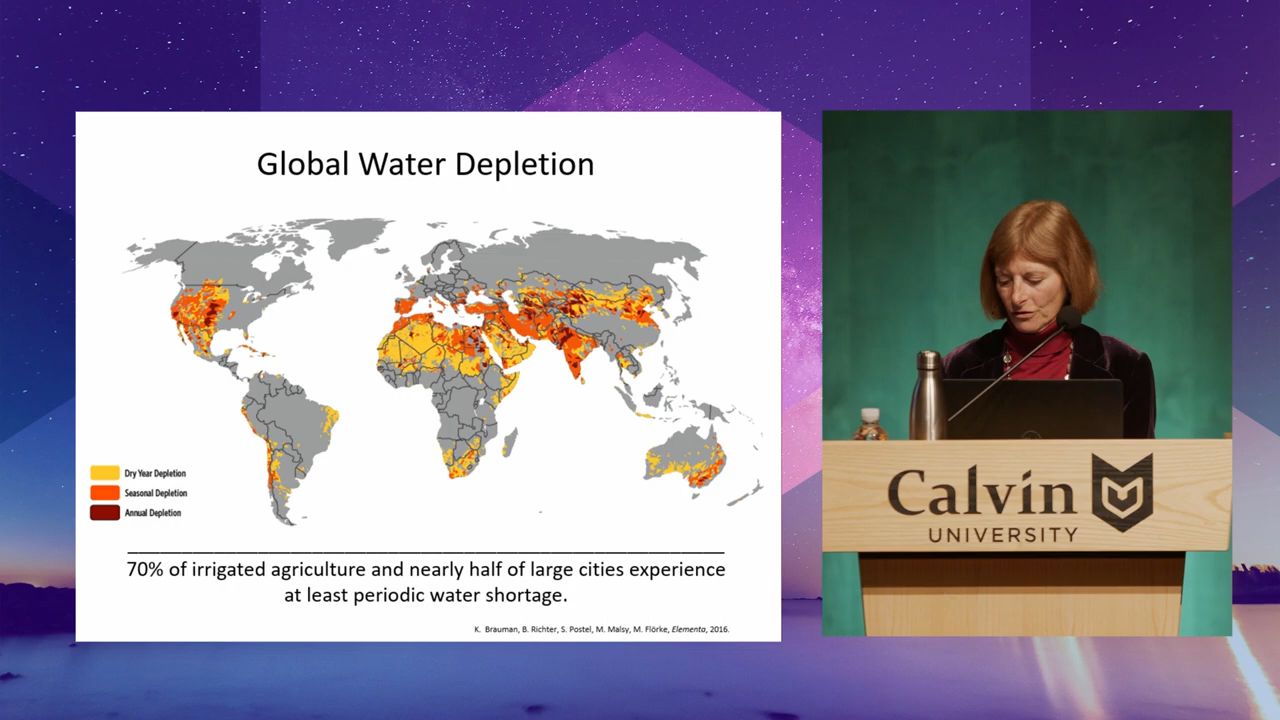 Global Water Depletion
Dry Year Depletion
Seasonal Depletion
Annual Depletion
70% of irrigated agriculture and nearly half of large cities experience
at least periodic water shortage.
K. Brauman, B. Richter, S. Postel, M. Malsy, M. Flörke, Elementa, 2016.
Calvin
UNIVERSITY